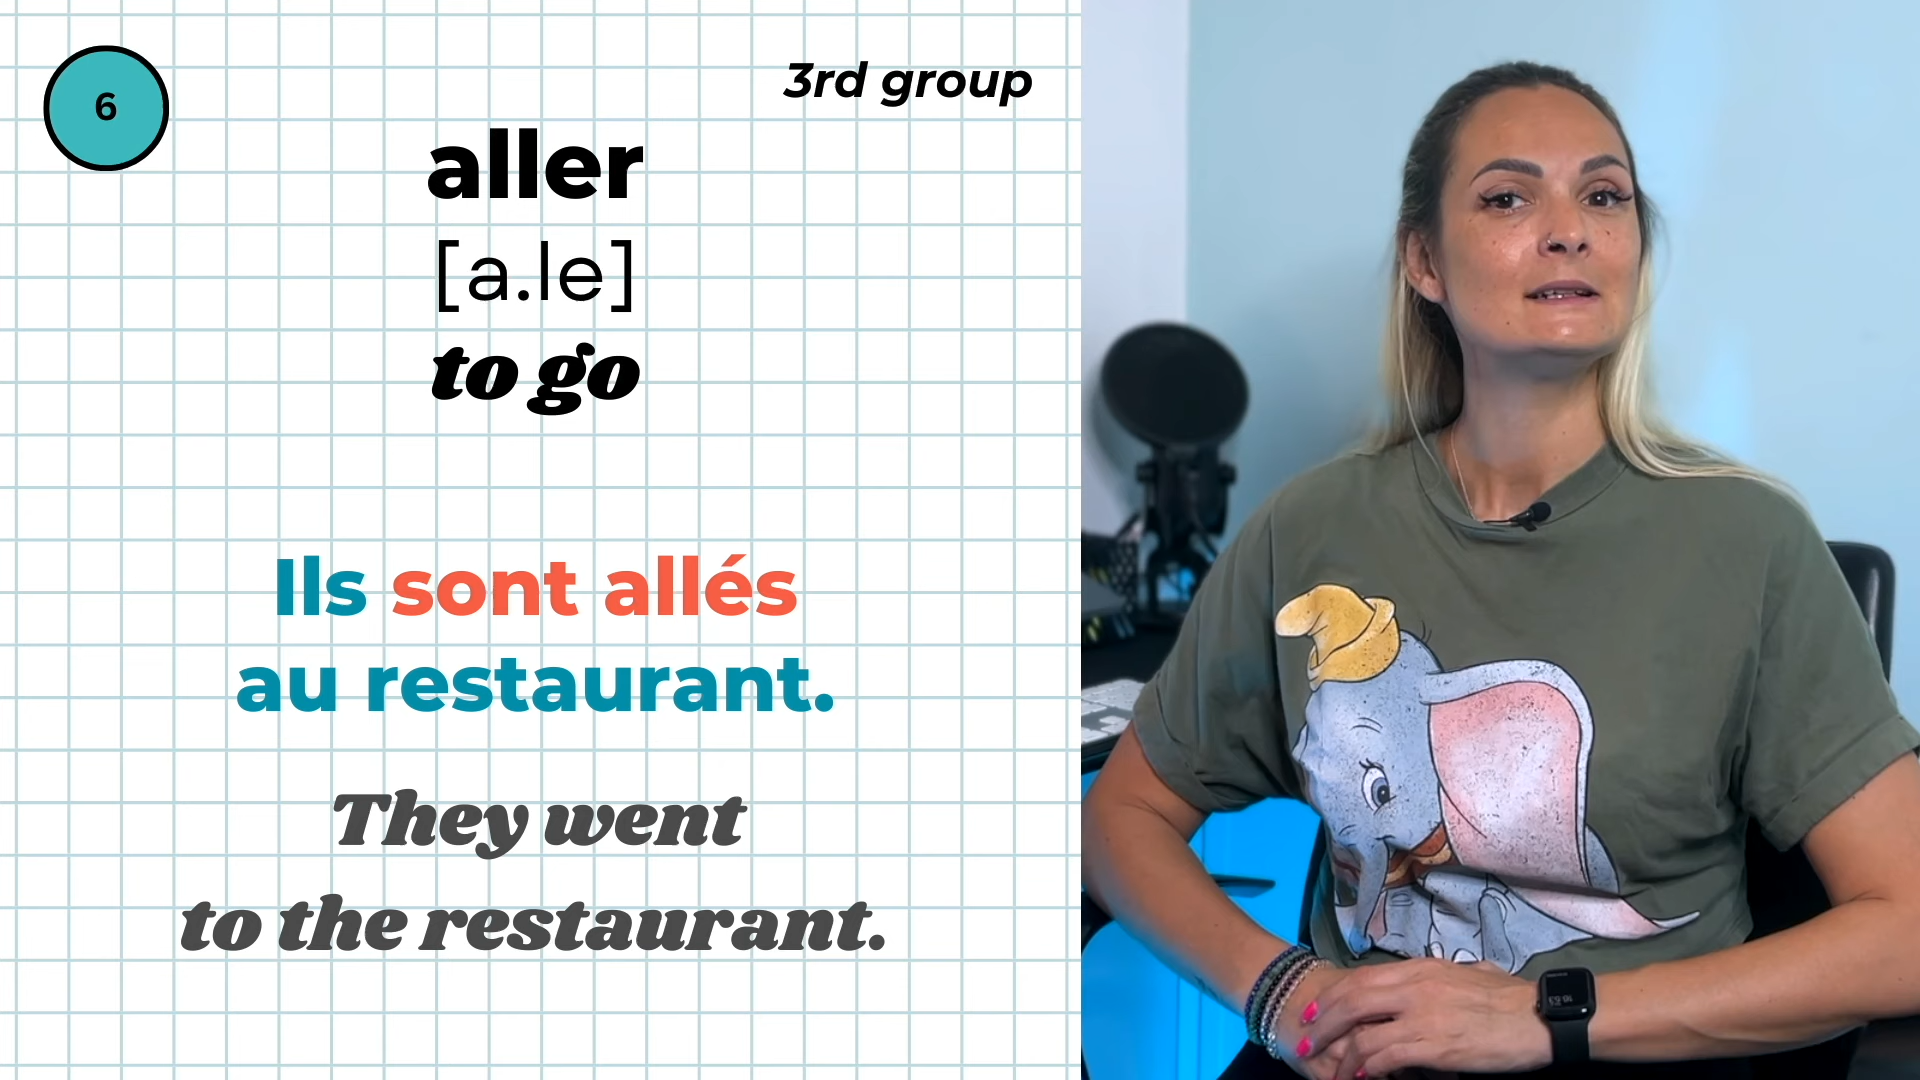 6
3rd group
aller
[a.le]
to go
Ils sont allés
au restaurant.
They went
to the restaurant.